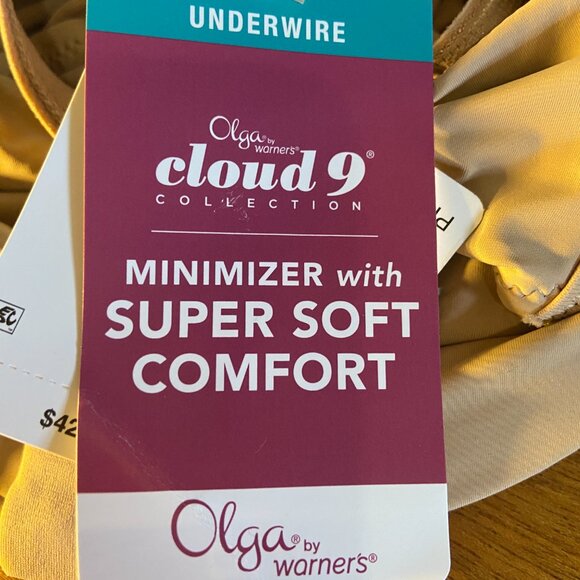 UNDERWIRE
Olga® by
warner's®
cloud 9®
COLLECTION
MINIMIZER with
SUPER SOFT
COMFORT
$42
Olga® by
warner's®